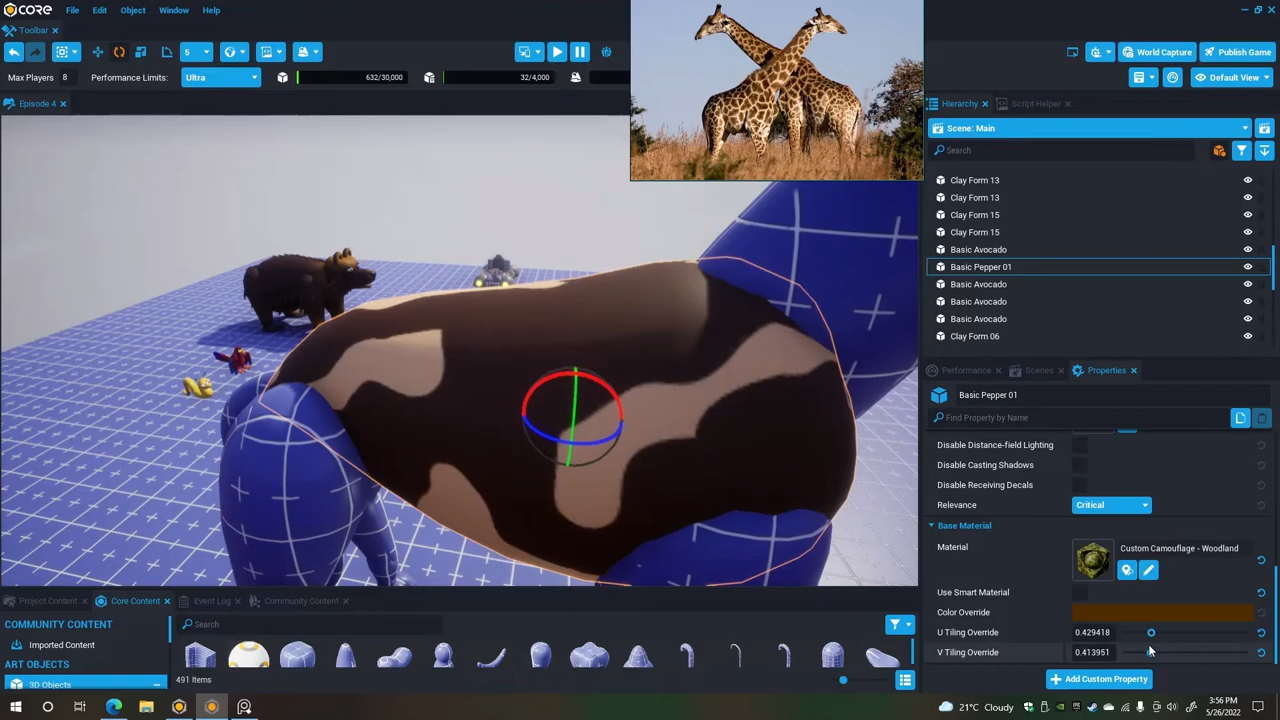 CORE File Edit Object Window Help
Toolbar
5
World Capture Publish Game
Max Players 8 Performance Limits: Ultra 632/30,000 32/4,000
Default View
Episode 4
Hierarchy Script Helper
Scene: Main
Search
Clay Form 13
Clay Form 13
Clay Form 15
Clay Form 15
Basic Avocado
Basic Pepper 01
Basic Avocado
Basic Avocado
Basic Avocado
Clay Form 06
Performance Scenes Properties
Basic Pepper 01
Find Property by Name
Disable Distance-field Lighting
Disable Casting Shadows
Disable Receiving Decals
Relevance Critical
Base Material
Material Custom Camouflage - Woodland
Use Smart Material
Color Override
U Tiling Override 0.429418
V Tiling Override 0.413951
Add Custom Property
Project Content Core Content Event Log Community Content
COMMUNITY CONTENT
Imported Content
ART OBJECTS
3D Objects
Search
491 Items
21°C Cloudy
3:56 PM
5/26/2022